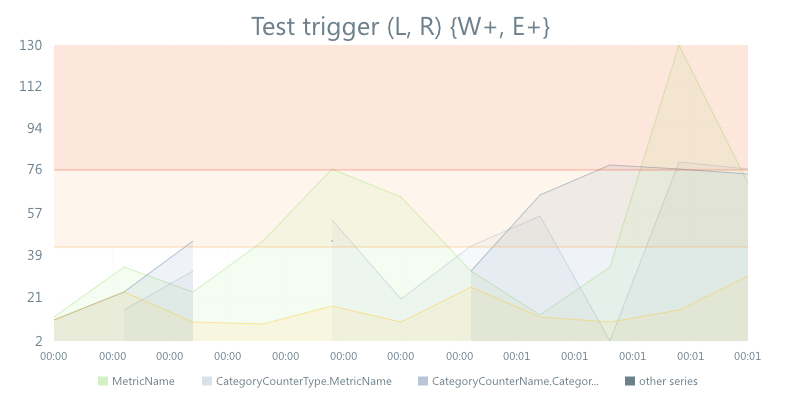 Test trigger (L, R) {W+, E+}
130
112
94
76
57
39
21
2
00:00 00:00 00:00 00:00 00:00 00:00 00:00 00:00 00:01 00:01 00:01 00:01 00:01
MetricName CategoryCounterType.MetricName CategoryCounterName.Categor... other series